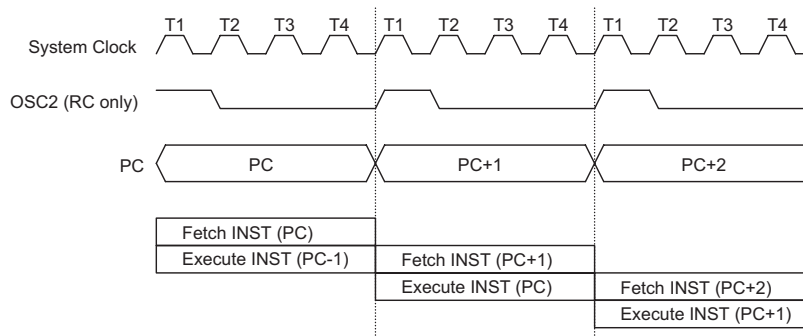 T1 T2 T3 T4 T1 T2 T3 T4 T1 T2 T3 T4
System Clock
OSC2 (RC only)
PC PC PC+1 PC+2
Fetch INST (PC)
Execute INST (PC-1) Fetch INST (PC+1)
Execute INST (PC) Fetch INST (PC+2)
Execute INST (PC+1)